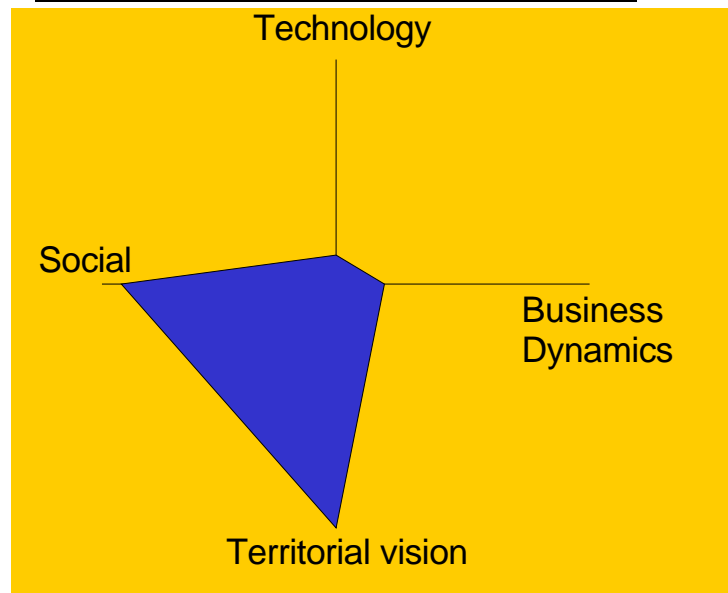 Technology
Social
Business
Dynamics
Territorial vision